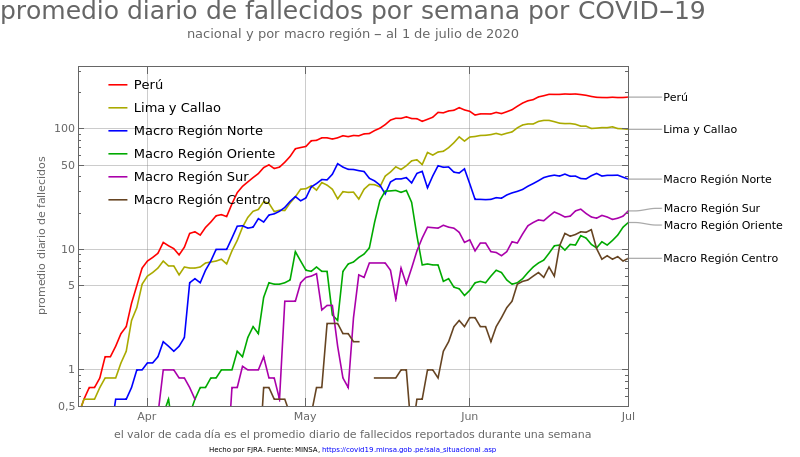 promedio diario de fallecidos por semana por COVID−19
nacional y por macro región − al 1 de julio de 2020
Perú
Lima y Callao
Macro Región Norte
Macro Región Oriente
Macro Región Sur
Macro Región Centro
promedio diario de fallecidos
100
50
10
5
1
0,5
Apr
May
Jun
Jul
Perú
Lima y Callao
Macro Región Norte
Macro Región Sur
Macro Región Oriente
Macro Región Centro
el valor de cada día es el promedio diario de fallecidos reportados durante una semana
Hecho por FJRA. Fuente: MINSA, https://covid19.minsa.gob.pe/sala_situacional .asp